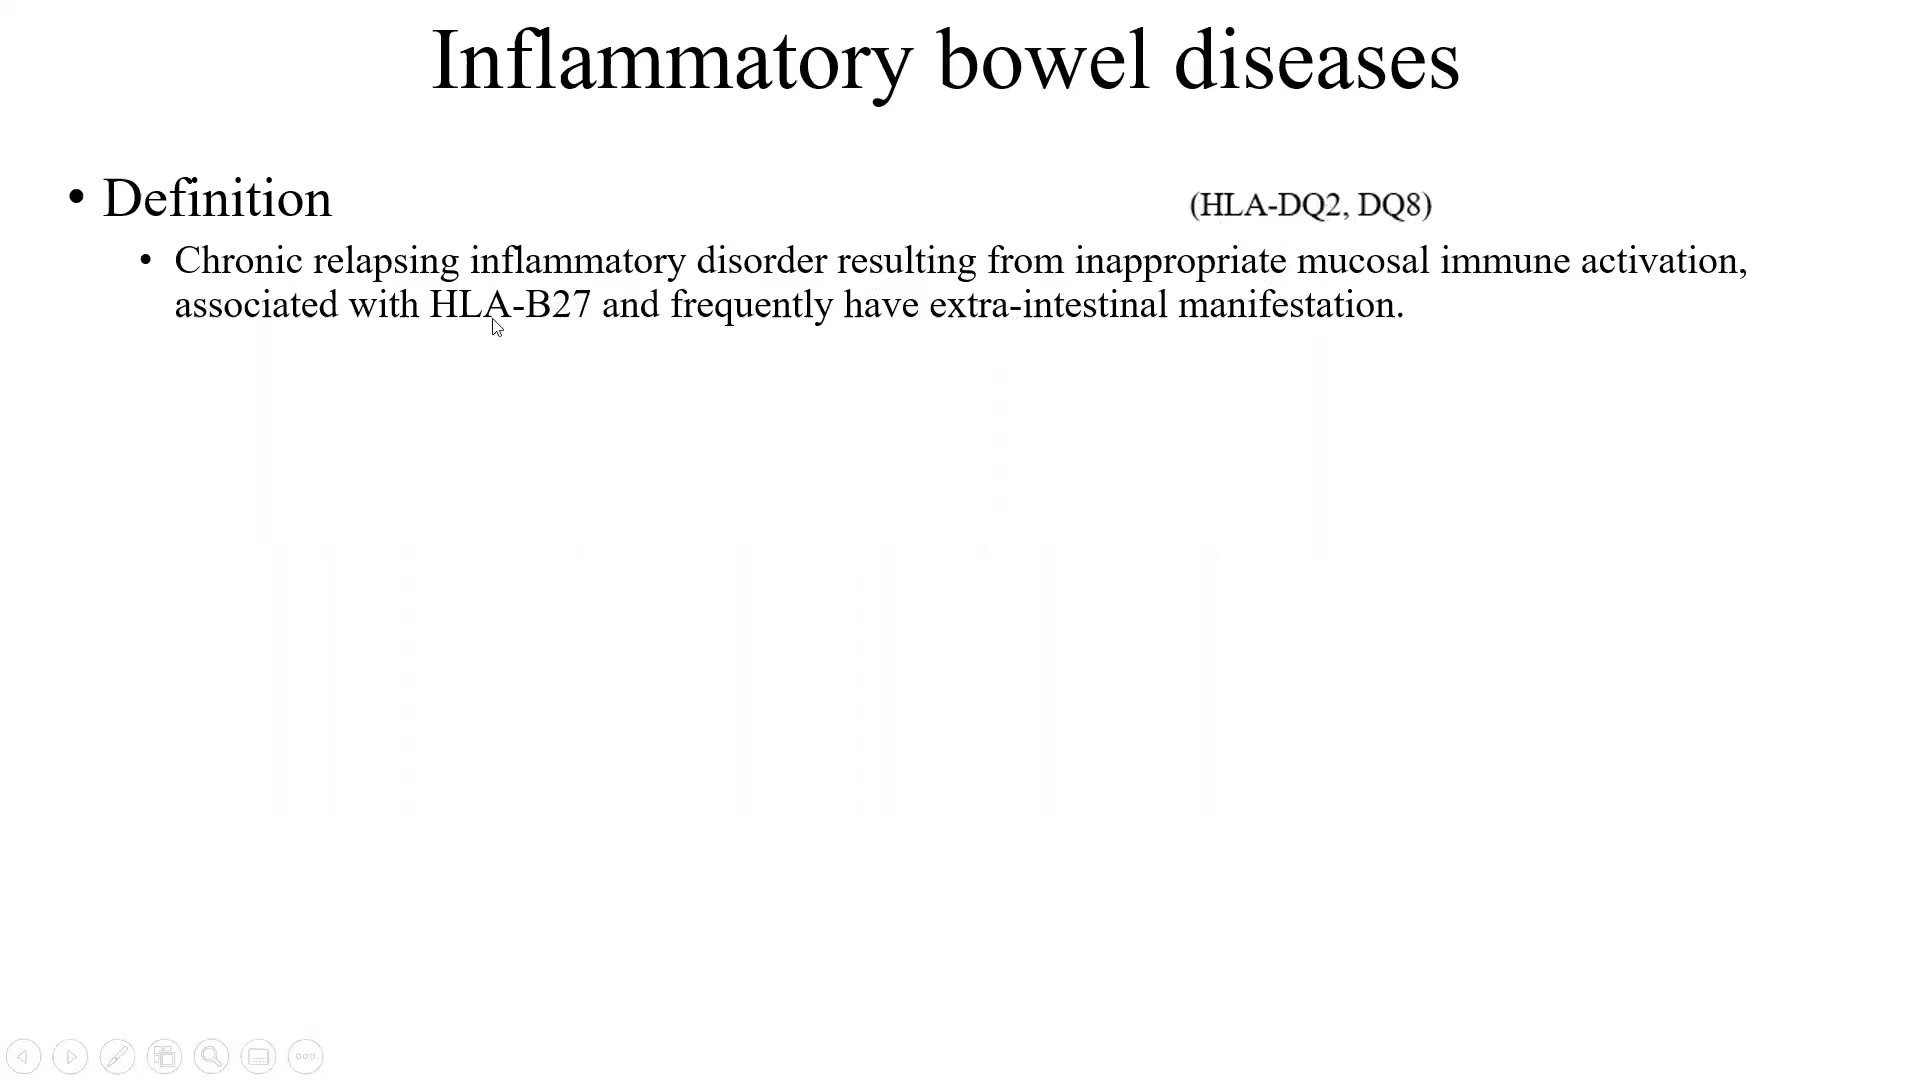 Inflammatory bowel diseases
• Definition
(HLA-DQ2, DQ8)
• Chronic relapsing inflammatory disorder resulting from inappropriate mucosal immune activation,
associated with HLA-B27 and frequently have extra-intestinal manifestation.